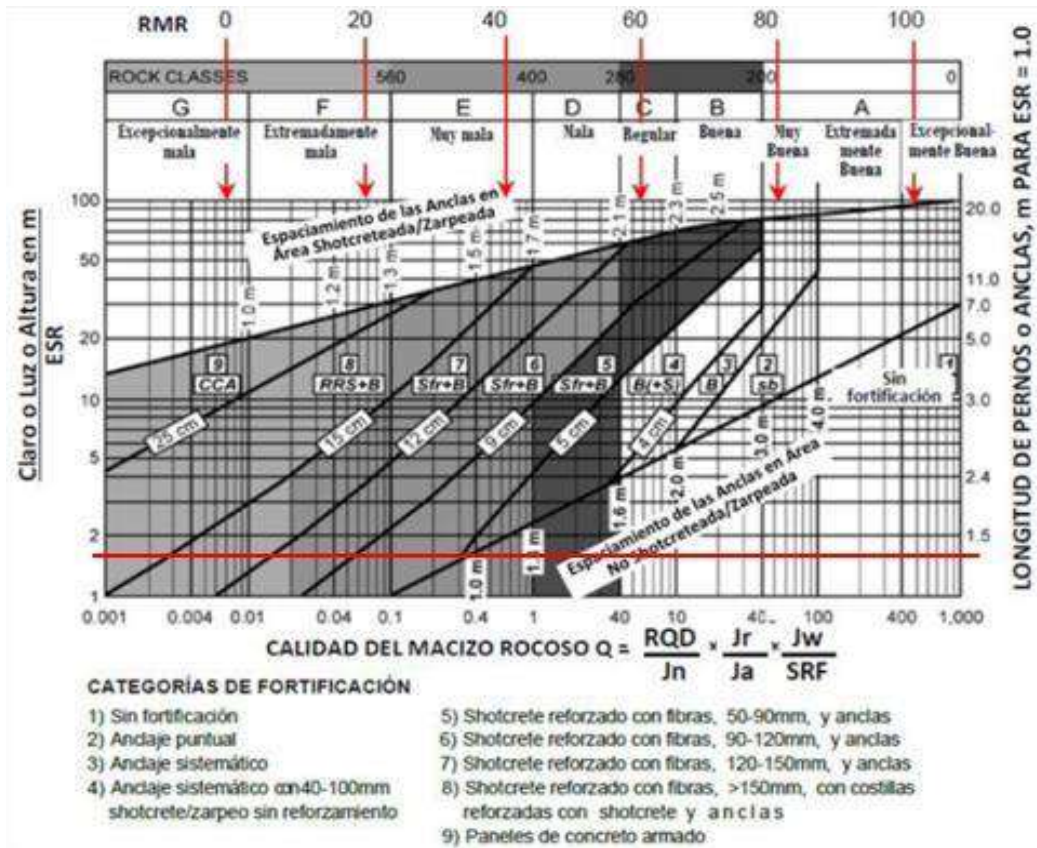 RMR 0 20 40 60 80 100
ROCK CLASSES 560 400 280 200 0
G F E D C B A
Excepcionalmente mala
Extremadamente mala
Muy mala
Mala
Regular
Buena
Muy Buena
Extremada mente Buena
Excepcional- mente Buena
Claro o Luz o Altura en m
ESR
100
50
20
10
5
2
1
Espaciamiento de las Anclas en
Área Shotcreteada/Zarpeada
1.0 m
1.2 m
1.3 m
1.5 m
1.7 m
2.1 m
2.3 m
2.5 m
9 CCA
8 RRS+B
7 Sfr+B
6 Sfr+B
5 Sfr+B
4 B(+S)
3 B
2 sb
1
Sin
fortificación
25 cm
15 cm
12 cm
9 cm
5 cm
4 cm
1.0 m
1.6 m
2.0 m
3.0 m
4.0 m
Espaciamiento de las Anclas en Área
No Shotcreteada/Zarpeada
20.0
11.0
7.0
5.0
3.0
2.4
1.5
LONGITUD DE PERNOS o ANCLAS, m PARA ESR = 1.0
0.001 0.004 0.01 0.04 0.1 0.4 1 40 10 40 100 400 1,000
CALIDAD DEL MACIZO ROCOSO Q = RQD/Jn × Jr/Ja × Jw/SRF
CATEGORÍAS DE FORTIFICACIÓN
1) Sin fortificación
2) Anclaje puntual
3) Anclaje sistemático
4) Anclaje sistemático con40-100mm
shotcrete/zarpeo sin reforzamiento
5) Shotcrete reforzado con fibras, 50-90mm, y anclas
6) Shotcrete reforzado con fibras, 90-120mm, y anclas
7) Shotcrete reforzado con fibras, 120-150mm, y anclas
8) Shotcrete reforzado con fibras, >150mm, con costillas
reforzadas con shotcrete y anclas
9) Paneles de concreto armado